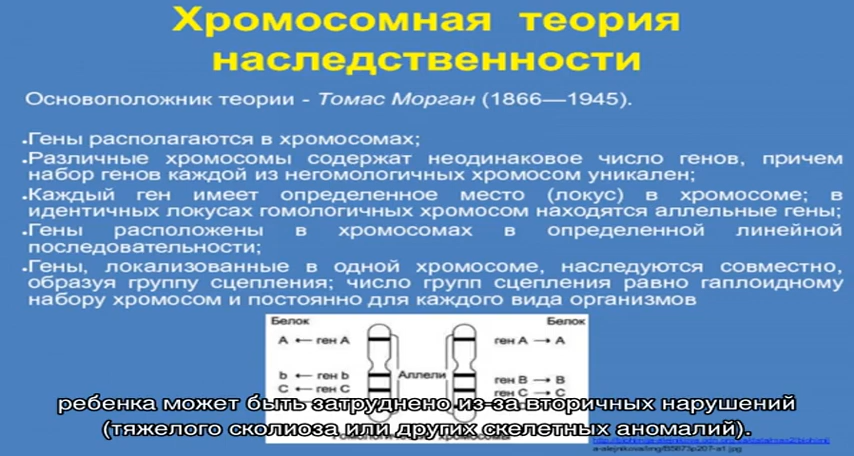 Хромосомная теория
наследственности
Основоположник теории - Томас Морган (1866—1945).
Гены располагаются в хромосомах;
Различные хромосомы содержат неодинаковое число генов, причем
набор генов каждой из негомологичных хромосом уникален;
Каждый ген имеет определенное место (локус) в хромосоме; в
идентичных локусах гомологичных хромосом находятся аллельные гены;
Гены расположены в хромосомах в определенной линейной
последовательности;
Гены, локализованные в одной хромосоме, наследуются совместно,
образуя группу сцепления; число групп сцепления равно гаплоидному
набору хромосом и постоянно для каждого вида организмов
Белок Белок
A ← ген A ген A → A
b ← ген b Аллели ген B → B
C ← ген C ген C → C
ребенка может быть затруднено из-за вторичных нарушений
(тяжелого сколиоза или других скелетных аномалий).